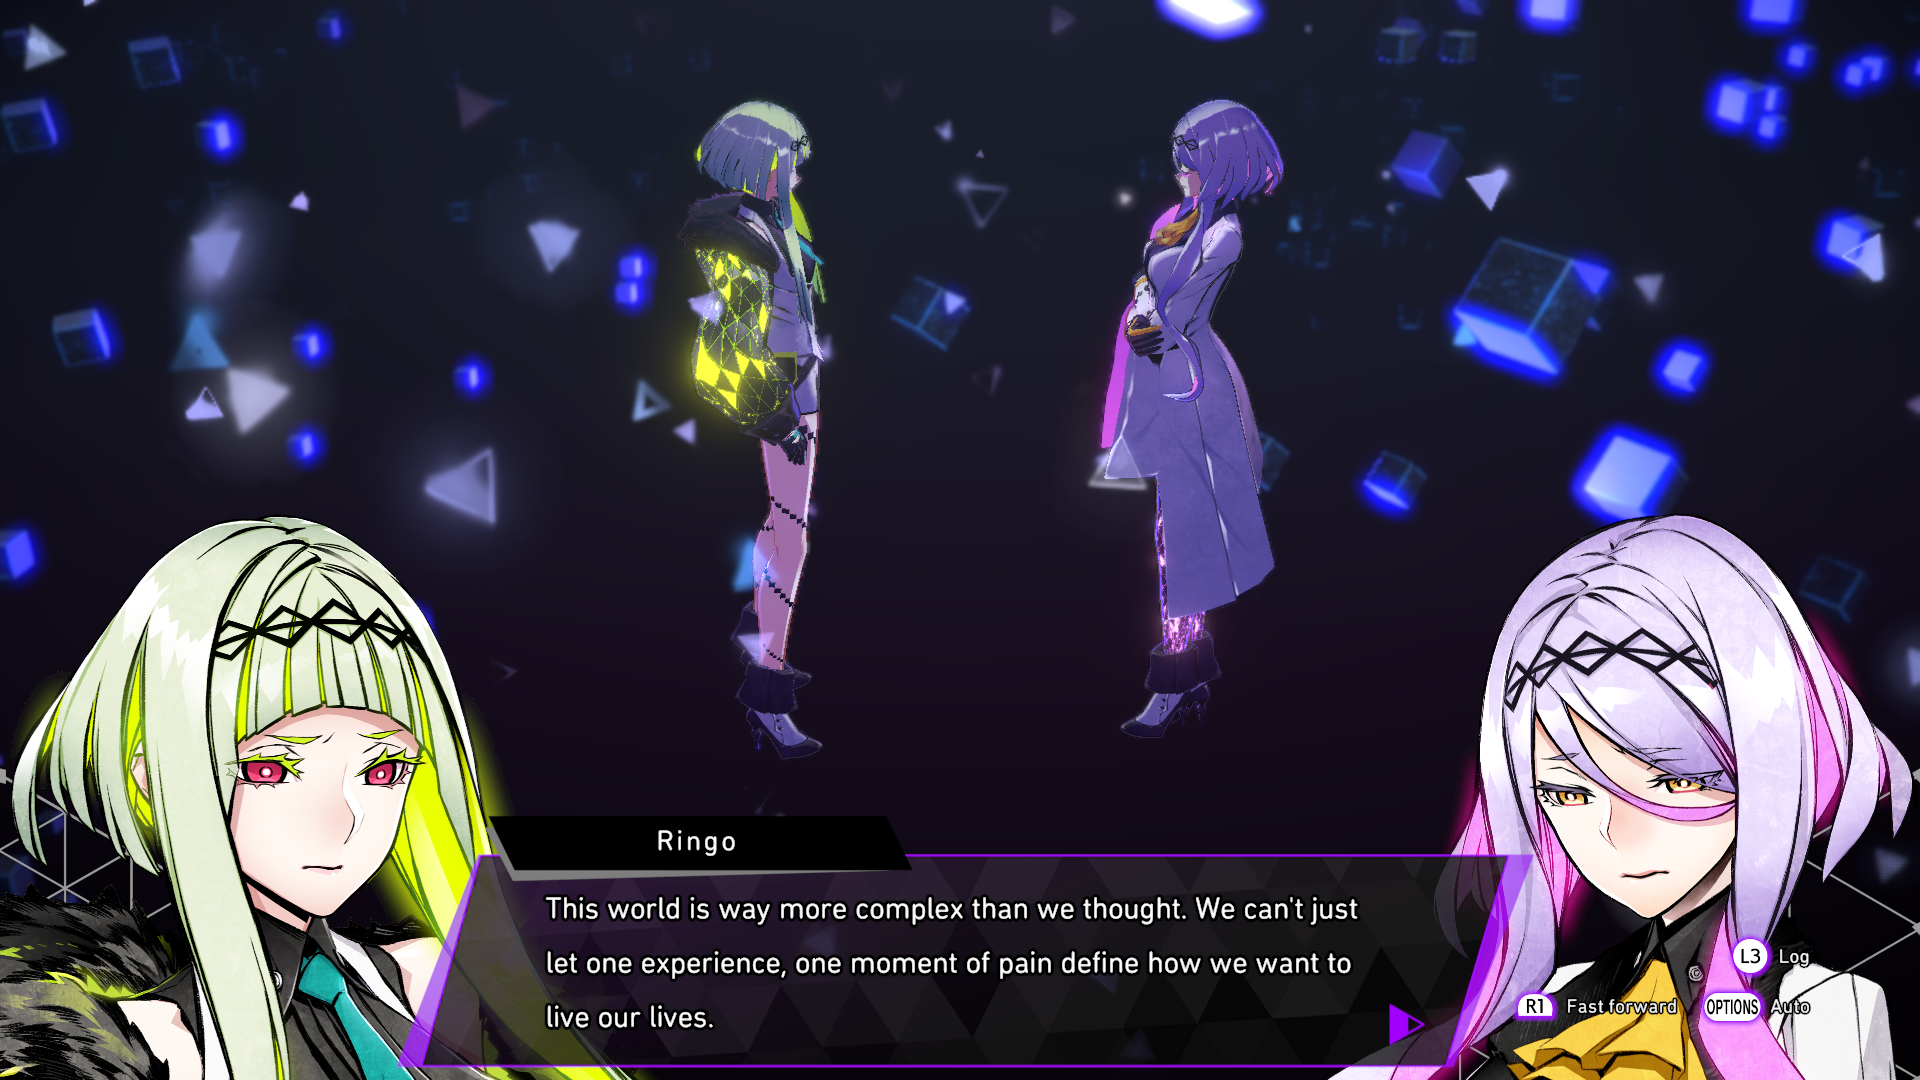 Ringo
This world is way more complex than we thought. We can't just
let one experience, one moment of pain define how we want to
live our lives.
L3 Log
R1 Fast forward OPTIONS Auto